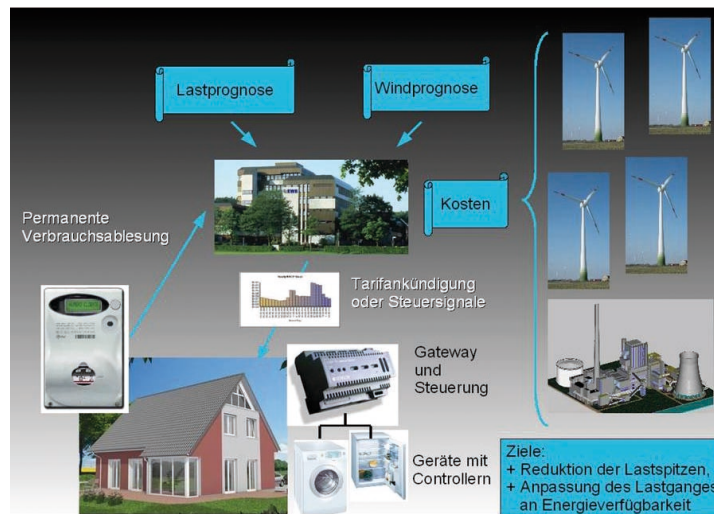 Lastprognose
Windprognose
Kosten
Permanente
Verbrauchsablesung
Tarifankündigung
oder Steuersignale
Gateway
und
Steuerung
Geräte mit
Controllern
Ziele:
+ Reduktion der Lastspitzen,
+ Anpassung des Lastganges
an Energieverfügbarkeit